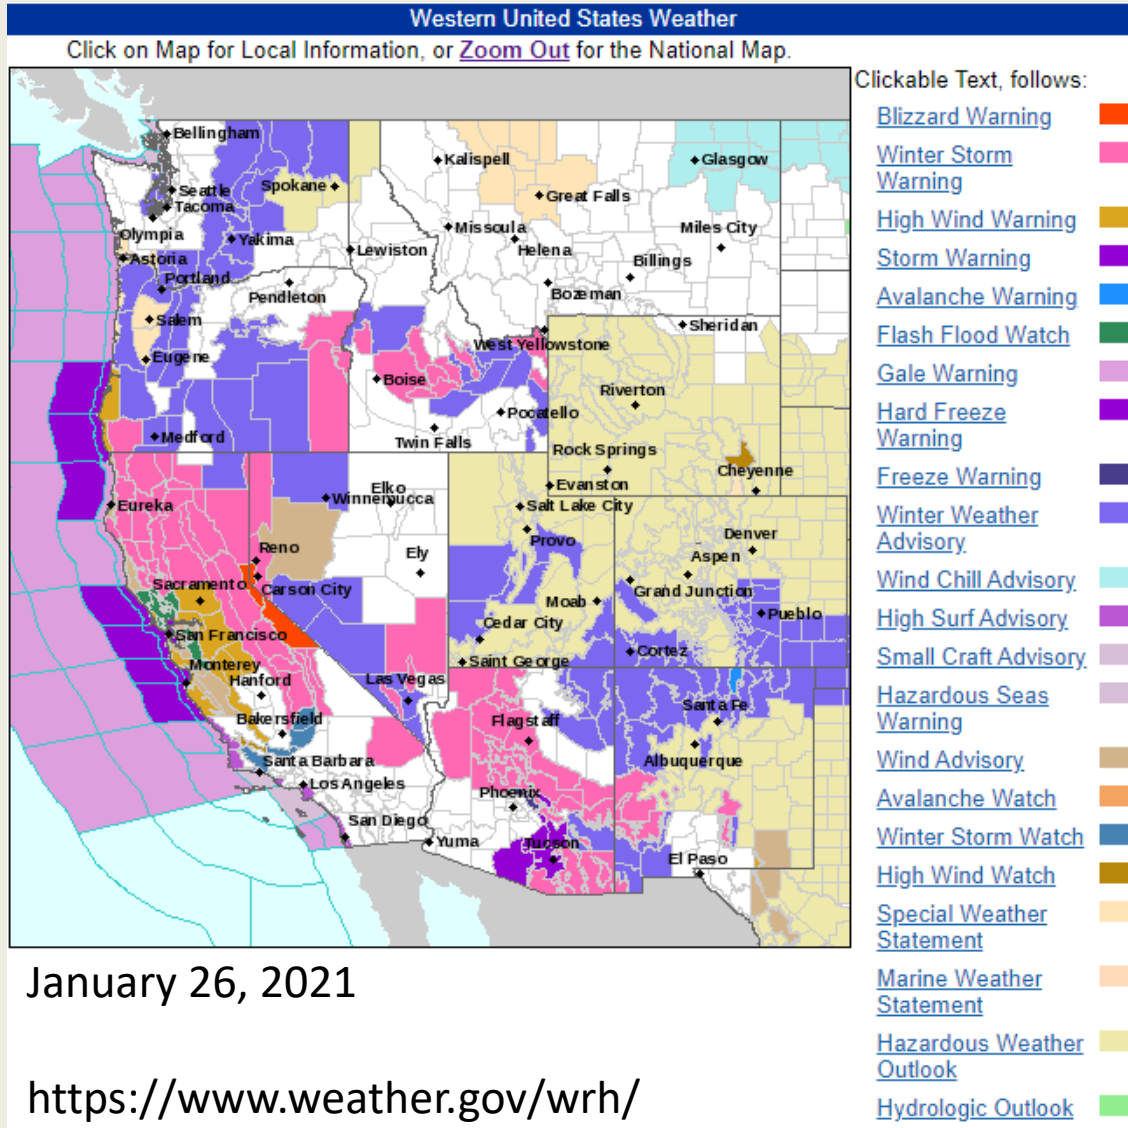 Western United States Weather
Click on Map for Local Information, or Zoom Out for the National Map.
Clickable Text, follows:
Blizzard Warning
Winter Storm
Warning
High Wind Warning
Storm Warning
Avalanche Warning
Flash Flood Watch
Gale Warning
Hard Freeze
Warning
Freeze Warning
Winter Weather
Advisory
Wind Chill Advisory
High Surf Advisory
Small Craft Advisory
Hazardous Seas
Warning
Wind Advisory
Avalanche Watch
Winter Storm Watch
High Wind Watch
Special Weather
Statement
Marine Weather
Statement
Hazardous Weather
Outlook
Hydrologic Outlook
Bellingham
Kalispell
Glasgow
Spokane
Seattle
Great Falls
Tacoma
Olympia
Missoula
Miles City
Yakima
Lewiston
Helena
Astoria
Billings
Portland
Pendleton
Bozeman
Salem
Sheridan
West Yellowstone
Eugene
Boise
Riverton
Pocatello
Medford
Twin Falls
Rock Springs
Cheyenne
Elko
Evanston
Winnemucca
Eureka
Salt Lake City
Denver
Provo
Reno
Ely
Aspen
Sacramento
Carson City
Grand Junction
Moab
Pueblo
Cedar City
San Francisco
Cortez
Monterey
Saint George
Hanford
Las Vegas
Santa Fe
Bakersfield
Flagstaff
Santa Barbara
Albuquerque
Los Angeles
Phoenix
San Diego
Yuma
Tucson
El Paso
January 26, 2021
https://www.weather.gov/wrh/